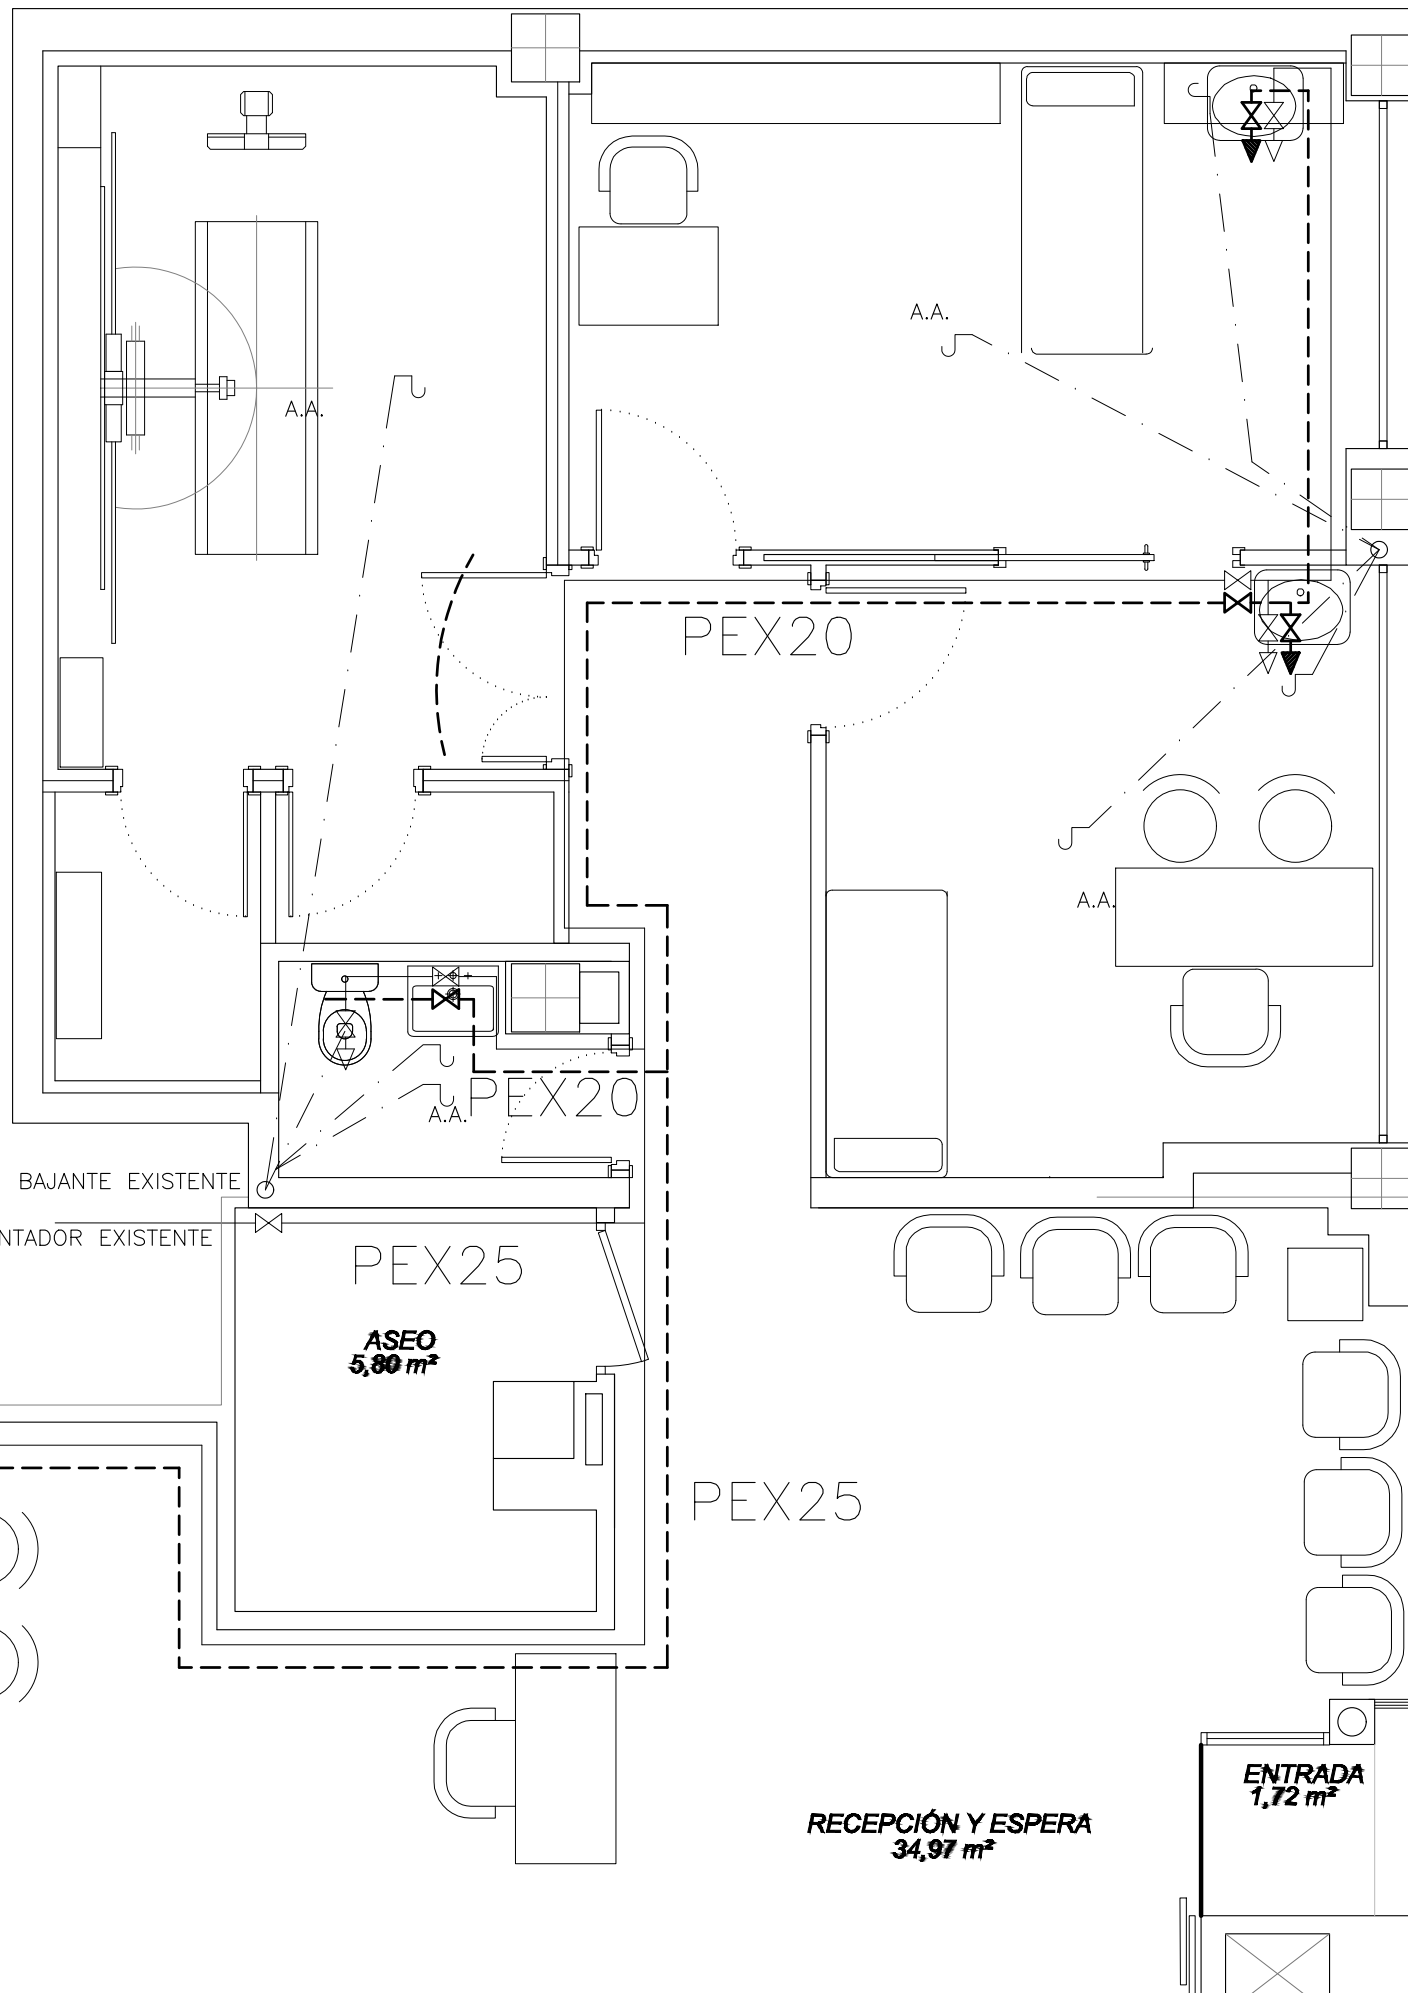 A.A.
A.A.
PEX20
A.A.
PEX20
A.A.
BAJANTE EXISTENTE
NTADOR EXISTENTE
PEX25
ASEO
5,80 m²
PEX25
ENTRADA
1,72 m²
RECEPCIÓN Y ESPERA
34,97 m²